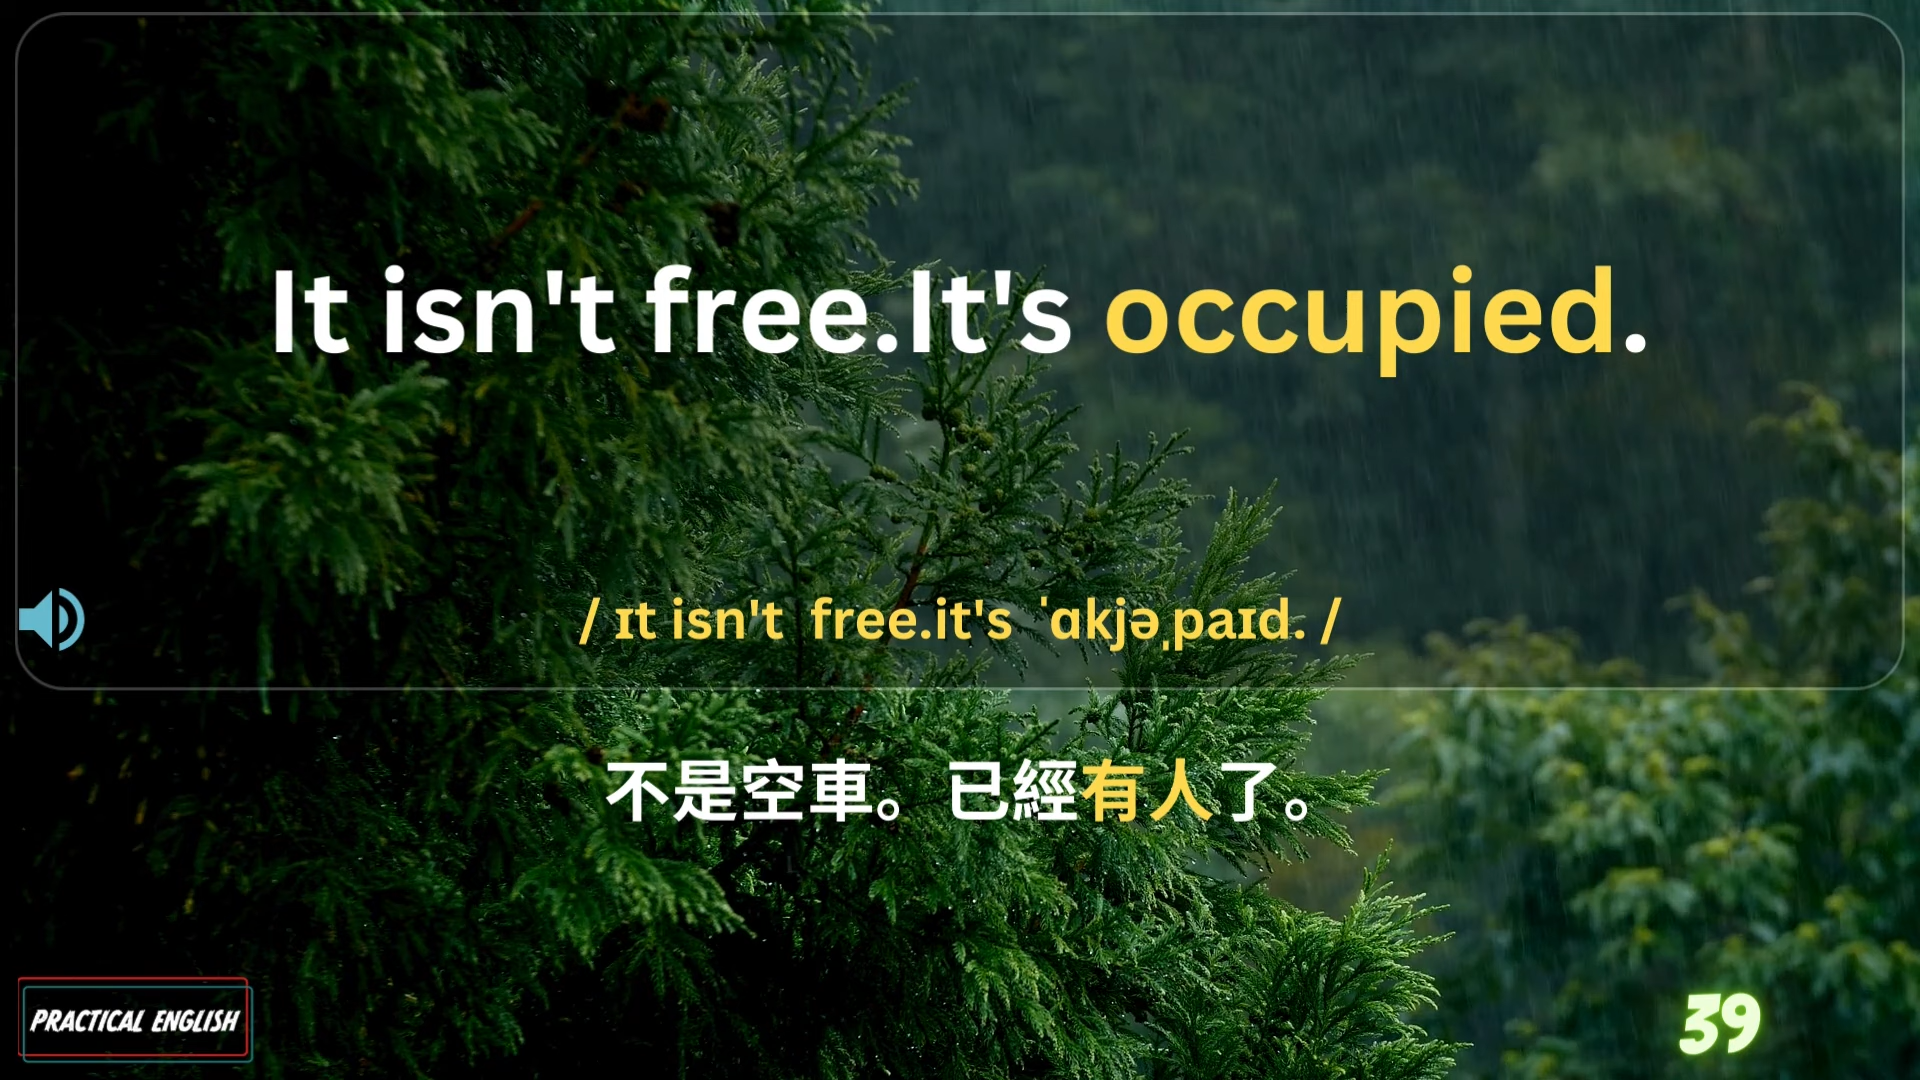 It isn't free.It's occupied.
/ ɪt isn't free.it's ˈɑkjəˌpaɪd. /
不是空車。 已經有人了。
PRACTICAL ENGLISH
39